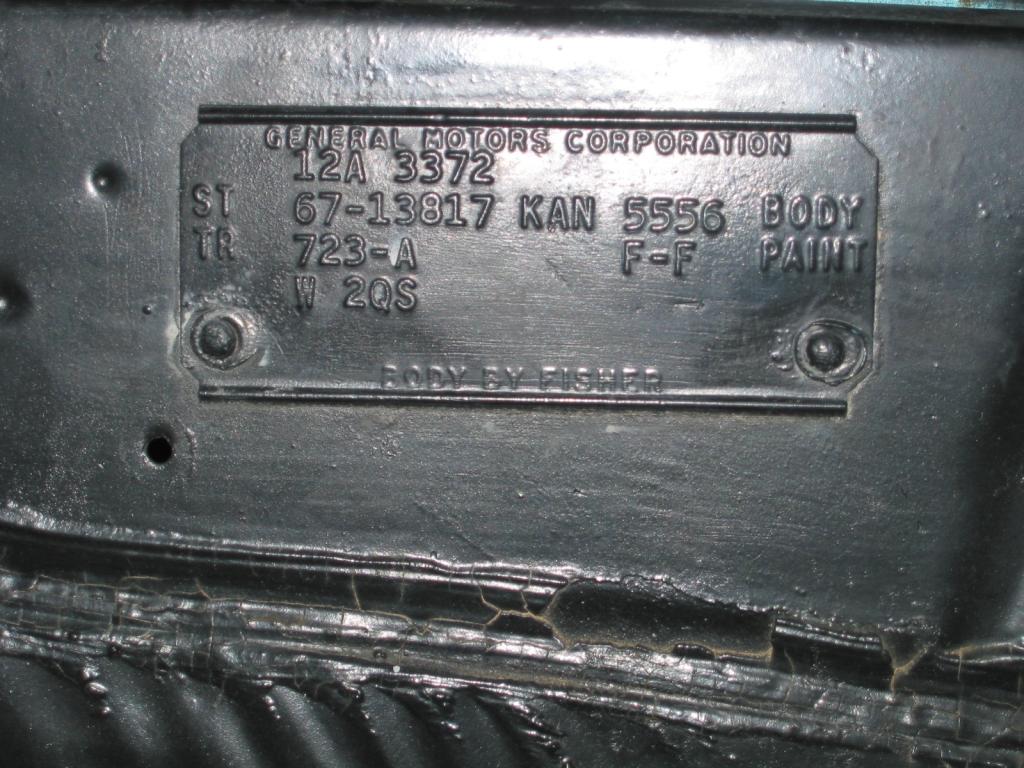 GENERAL MOTORS CORPORATION
12A 3372
ST 67-13817 KAN 5556 BODY
TR 723-A F-F PAINT
W 2QS
BODY BY FISHER